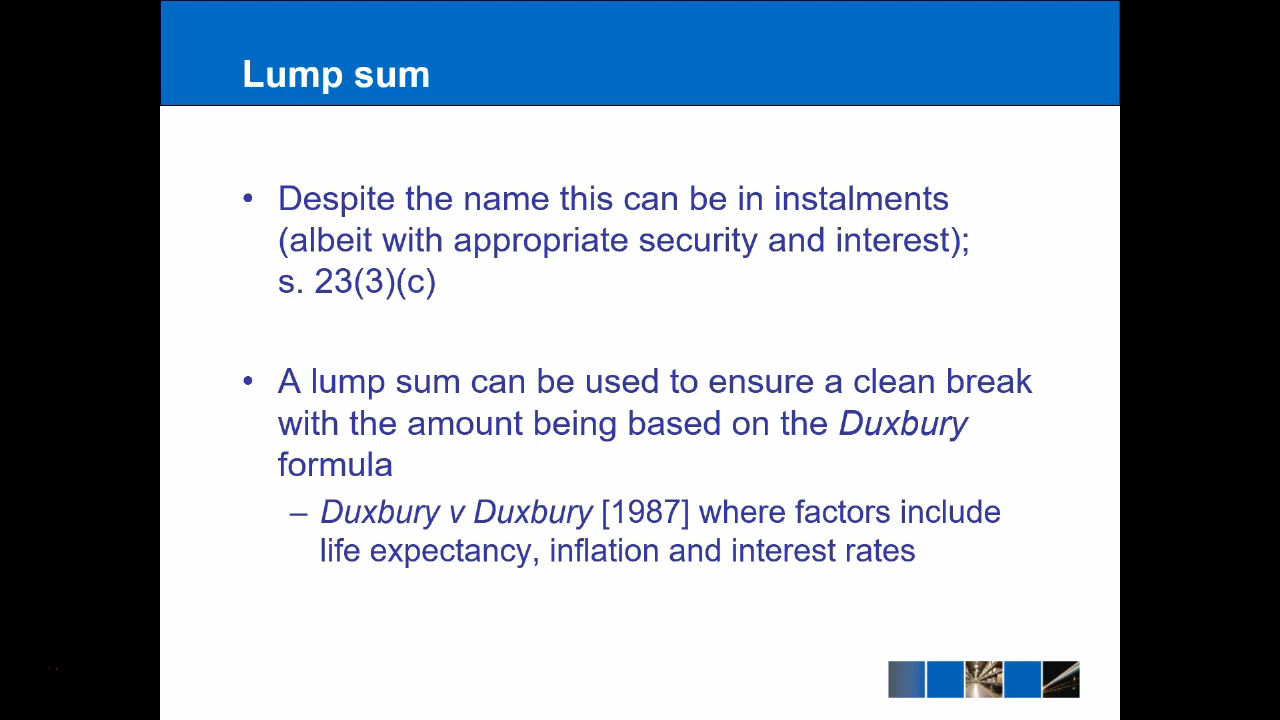 Lump sum
• Despite the name this can be in instalments
(albeit with appropriate security and interest);
s. 23(3)(c)
• A lump sum can be used to ensure a clean break
with the amount being based on the Duxbury
formula
– Duxbury v Duxbury [1987] where factors include
life expectancy, inflation and interest rates